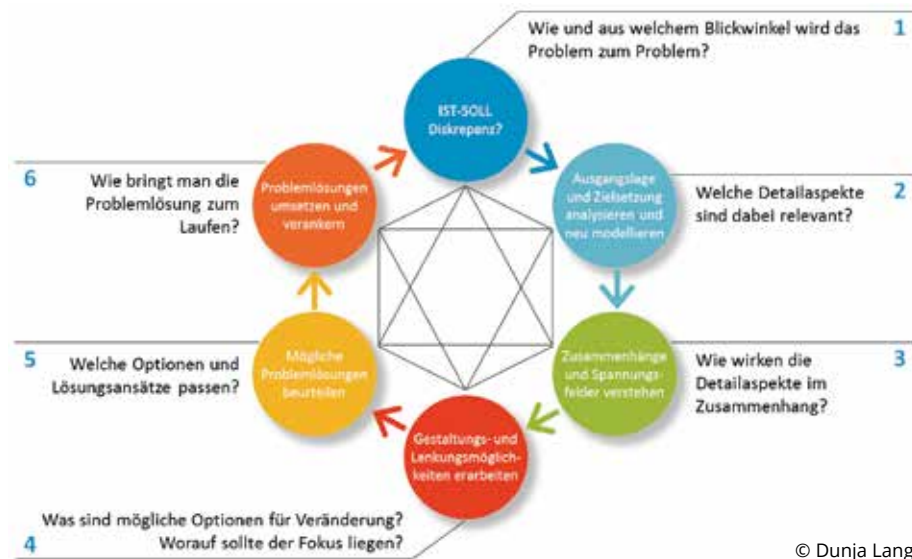 Wie und aus welchem Blickwinkel wird das
Problem zum Problem?
1
IST-SOLL
Diskrepanz?
6
Wie bringt man die
Problemlösung zum
Laufen?
Problemlösungen
umsetzen und
verankern
Ausgangslage
und Zielsetzung
analysieren und
neu modellieren
Welche Detailaspekte
sind dabei relevant?
2
5
Welche Optionen und
Lösungsansätze passen?
Mögliche
Problemlösungen
beurteilen
Zusammenhänge
und Spannungs-
felder verstehen
Wie wirken die
Detailaspekte im
Zusammenhang?
3
Gestaltungs- und
Lenkungsmöglich-
keiten erarbeiten
Was sind mögliche Optionen für Veränderung?
Worauf sollte der Fokus liegen?
4
© Dunja Lang